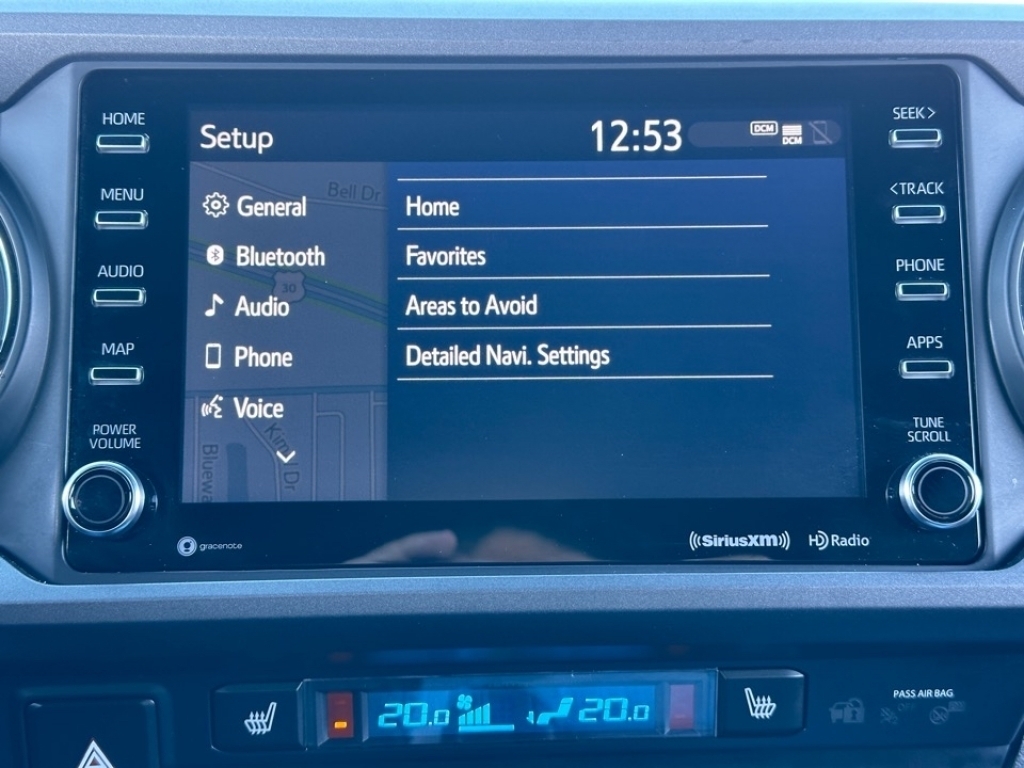 HOME
MENU
AUDIO
MAP
POWER
VOLUME
Setup
12:53
DCM
DCM
General
Bluetooth
Audio
Phone
Voice
Bell Dr
30
Home
Favorites
Areas to Avoid
Detailed Navi. Settings
SEEK >
< TRACK
PHONE
APPS
TUNE
SCROLL
gracenote
((SiriusXM))
HD Radio
20.0
20.0
PASS AIR BAG